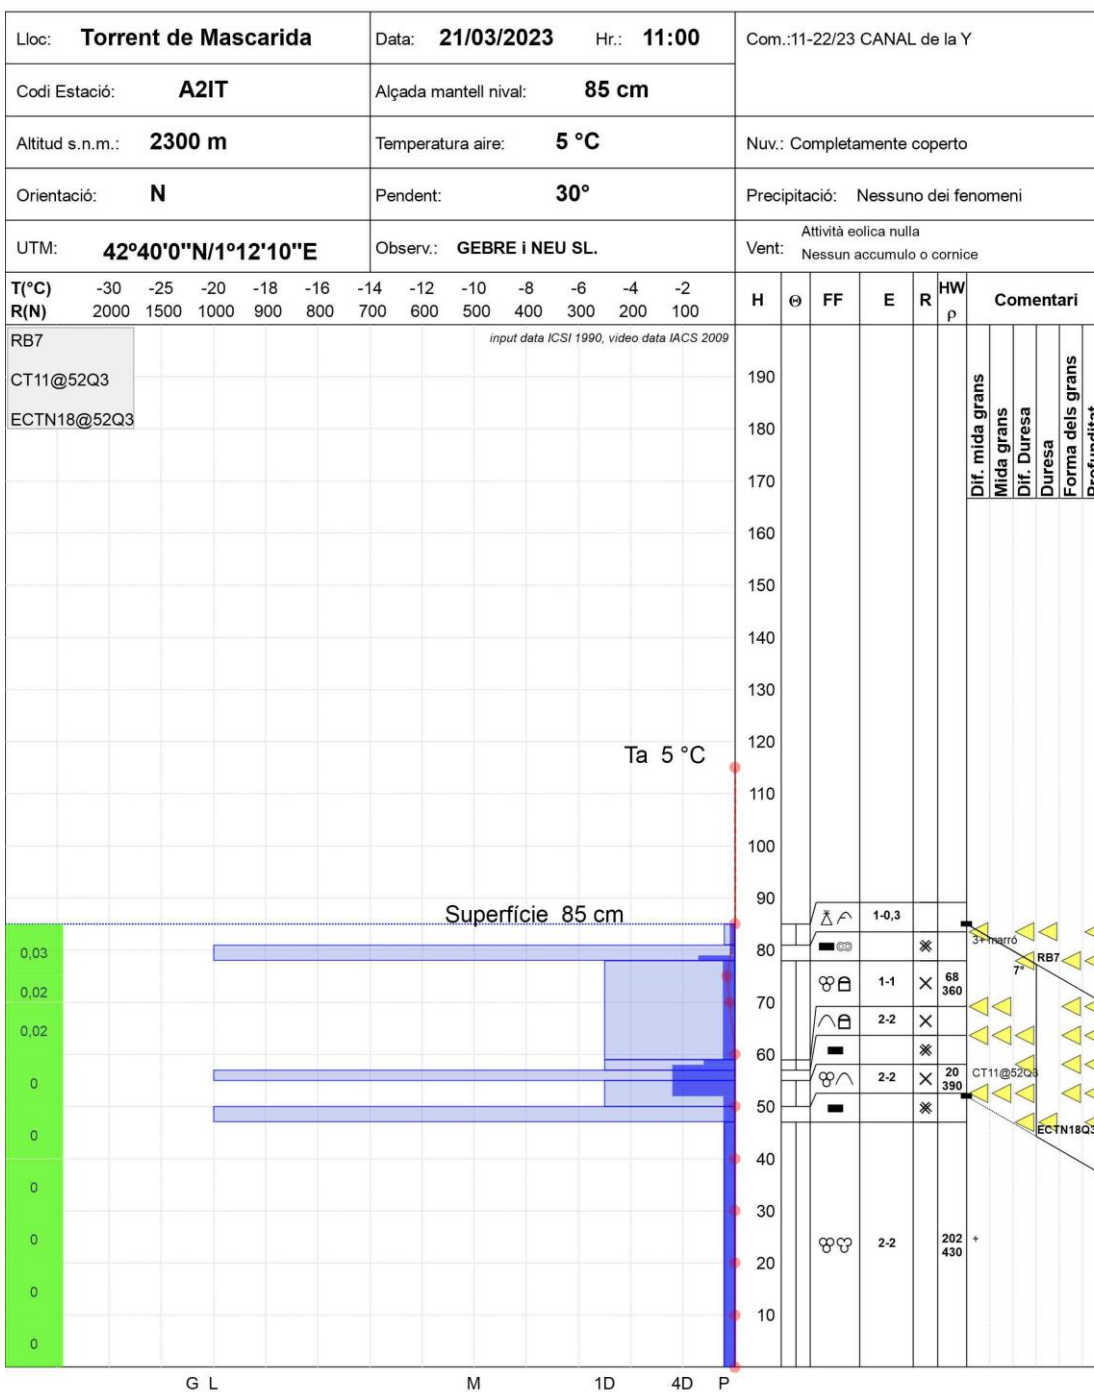 Lloc: Torrent de Mascarida Data: 21/03/2023 Hr.: 11:00 Com.:11-22/23 CANAL de la Y
Codi Estació: A2IT Alçada mantell nival: 85 cm
Altitud s.n.m.: 2300 m Temperatura aire: 5 °C Nuv.: Completamente coperto
Orientació: N Pendent: 30° Precipitació: Nessuno dei fenomeni
UTM: 42º40'0"N/1º12'10"E Observ.: GEBRE i NEU SL. Vent: Attività eolica nulla
Nessun accumulo o cornice
T(°C) -30 -25 -20 -18 -16 -14 -12 -10 -8 -6 -4 -2
R(N) 2000 1500 1000 900 800 700 600 500 400 300 200 100
H Θ FF E R HW ρ Comentari
RB7 input data ICSI 1990, video data IACS 2009
CT11@52Q3
ECTN18@52Q3
Dif. mida grans
Mida grans
Dif. Duresa
Duresa
Forma dels grans
Profunditat
190
180
170
160
150
140
130
120
Ta 5 °C
110
100
90
Superfície 85 cm 1-0,3
0,03 80 3+ marró
RB7
7°
0,02 70 1-1 68
360
0,02 2-2
60
0 2-2 20
390 CT11@52Q3
50
0 ECTN18Q3
40
0 30
0 2-2 202
430 +
20
0 10
0
G L M 1D 4D P